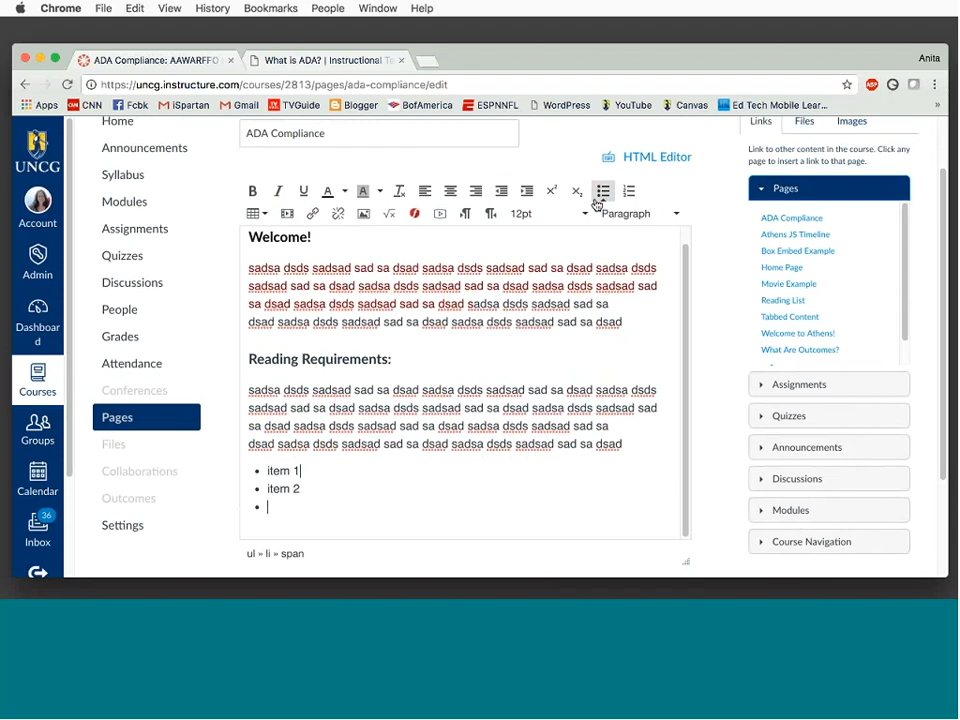 Chrome File Edit View History Bookmarks People Window Help
ADA Compliance: AAWARFFO × What is ADA? | Instructional Te × Anita
https://uncg.instructure.com/courses/2813/pages/ada-compliance/edit ABP
Apps CNN Fcbk iSpartan Gmail TVGuide Blogger BofAmerica ESPNNFL WordPress YouTube Canvas Ed Tech Mobile Lear... »
UNCG
Account
Admin
Dashboar
d
Courses
Groups
Calendar
36
Inbox
Home
Announcements
Syllabus
Modules
Assignments
Quizzes
Discussions
People
Grades
Attendance
Conferences
Pages
Files
Collaborations
Outcomes
Settings
ADA Compliance
HTML Editor
B I U A A
12pt Paragraph
Welcome!
sadsa dsds sadsad sad sa dsad sadsa dsds sadsad sad sa dsad sadsa dsds
sadsad sad sa dsad sadsa dsds sadsad sad sa dsad sadsa dsds sadsad sad
sa dsad sadsa dsds sadsad sad sa dsad sadsa dsds sadsad sad sa
dsad sadsa dsds sadsad sad sa dsad sadsa dsds sadsad sad sa dsad
Reading Requirements:
sadsa dsds sadsad sad sa dsad sadsa dsds sadsad sad sa dsad sadsa dsds
sadsad sad sa dsad sadsa dsds sadsad sad sa dsad sadsa dsds sadsad sad
sa dsad sadsa dsds sadsad sad sa dsad sadsa dsds sadsad sad sa
dsad sadsa dsds sadsad sad sa dsad sadsa dsds sadsad sad sa dsad
• item 1
• item 2
•
ul » li » span
Links Files Images
Link to other content in the course. Click any
page to insert a link to that page.
Pages
ADA Compliance
Athens JS Timeline
Box Embed Example
Home Page
Movie Example
Reading List
Tabbed Content
Welcome to Athens!
What Are Outcomes?
Assignments
Quizzes
Announcements
Discussions
Modules
Course Navigation